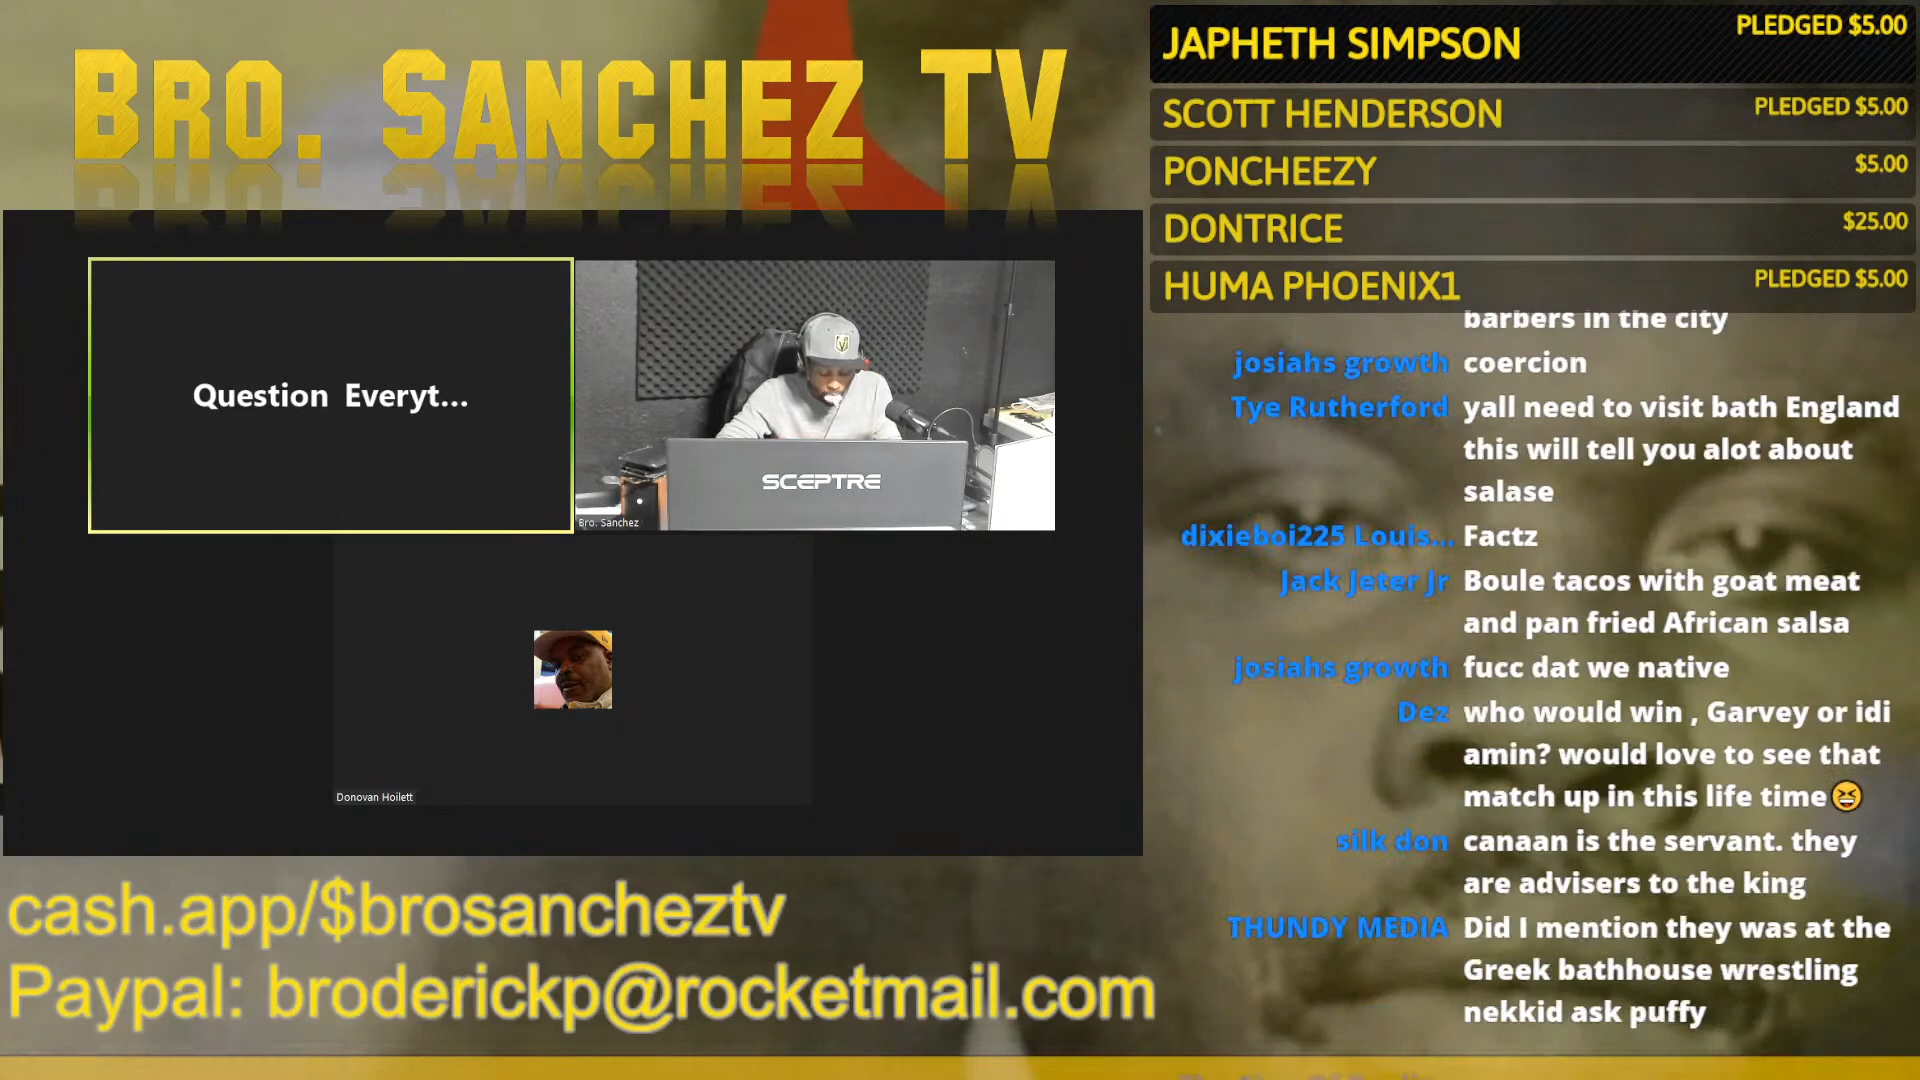 BRO. SANCHEZ TV
JAPHETH SIMPSON PLEDGED $5.00
SCOTT HENDERSON PLEDGED $5.00
PONCHEEZY $5.00
DONTRICE $25.00
HUMA PHOENIX1 PLEDGED $5.00
Question Everyt...
SCEPTRE
Bro. Sanchez
Donovan Hoilett
barbers in the city
josiahs growth coercion
Tye Rutherford yall need to visit bath England
this will tell you alot about
salase
dixieboi225 Louis... Factz
Jack Jeter Jr Boule tacos with goat meat
and pan fried African salsa
josiahs growth fucc dat we native
Dez who would win , Garvey or idi
amin? would love to see that
match up in this life time😆
silk don canaan is the servant. they
are advisers to the king
THUNDY MEDIA Did I mention they was at the
Greek bathhouse wrestling
nekkid ask puffy
cash.app/$brosancheztv
Paypal: broderickp@rocketmail.com